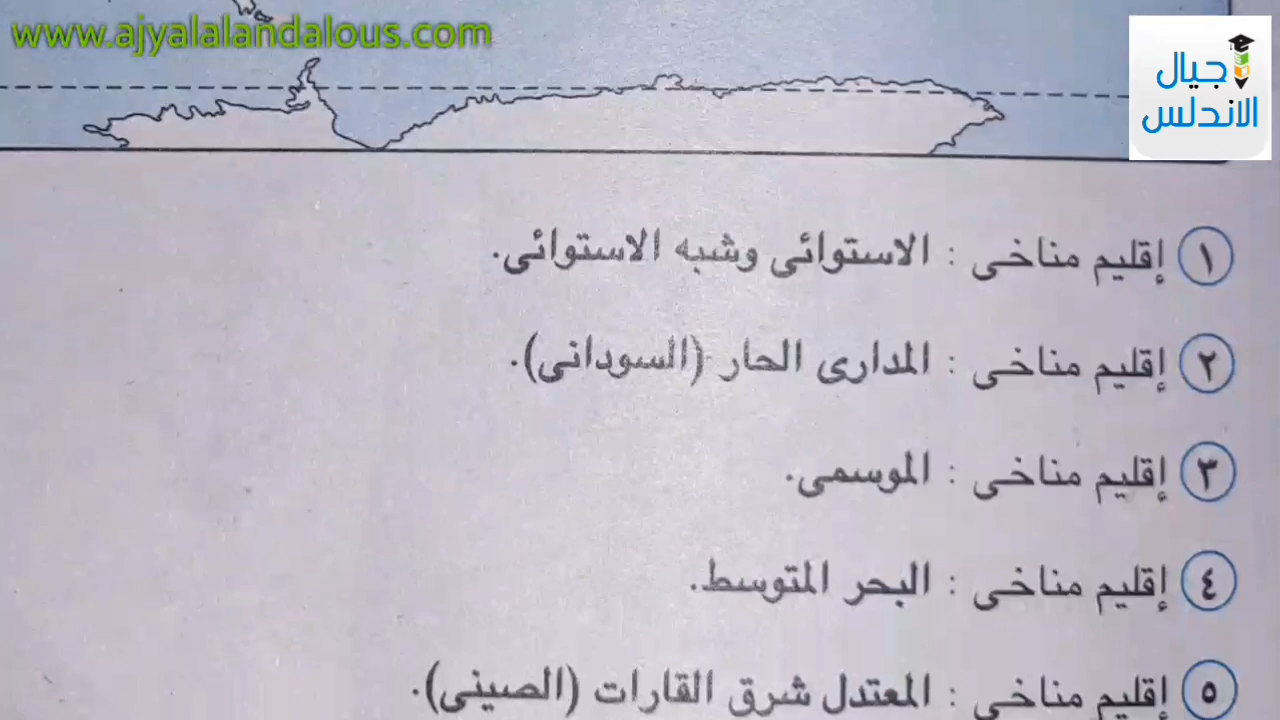 www.ajyalalandalous.com
أجيال
الاندلس
١ إقليم مناخى : الاستوائى وشبه الاستوائى.
٢ إقليم مناخى : المدارى الحار (السودانى).
٣ إقليم مناخى : الموسمى.
٤ إقليم مناخى : البحر المتوسط.
٥ إقليم مناخى : المعتدل شرق القارات (الصينى).